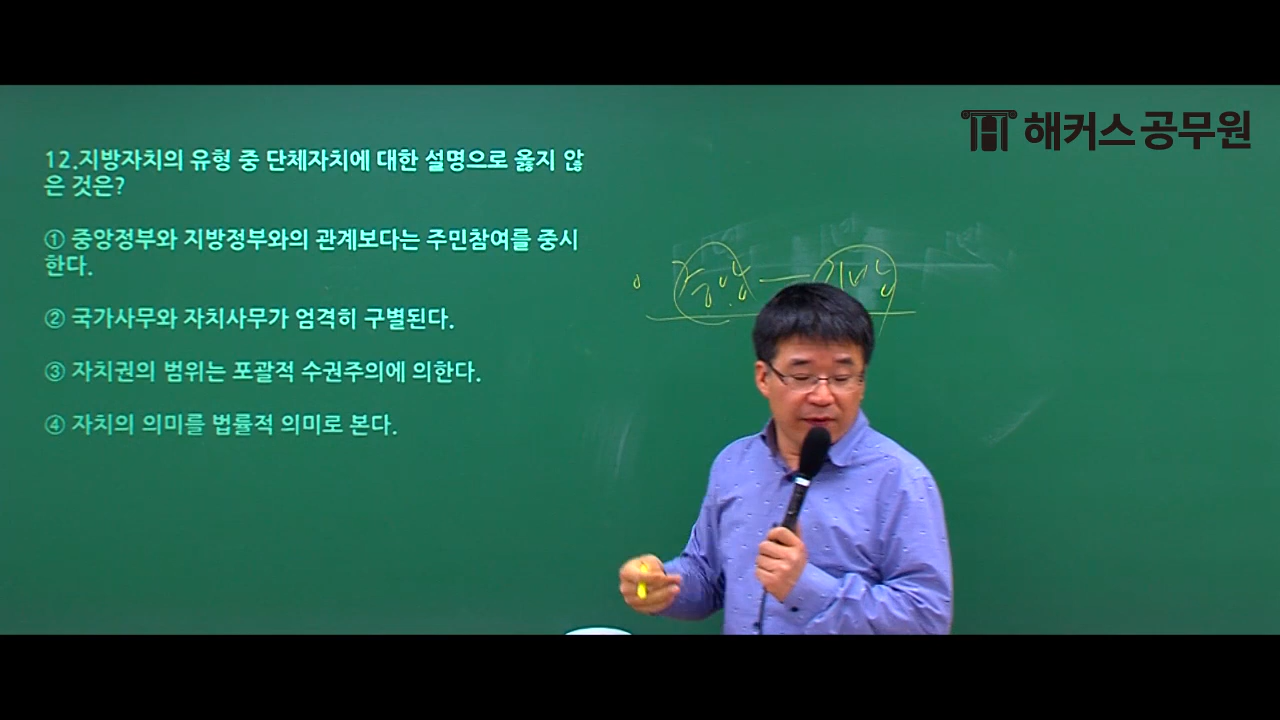 해커스공무원
12.지방자치의 유형 중 단체자치에 대한 설명으로 옳지 않
은 것은?
① 중앙정부와 지방정부와의 관계보다는 주민참여를 중시
한다.
② 국가사무와 자치사무가 엄격히 구별된다.
③ 자치권의 범위는 포괄적 수권주의에 의한다.
④ 자치의 의미를 법률적 의미로 본다.
중앙 — 지방